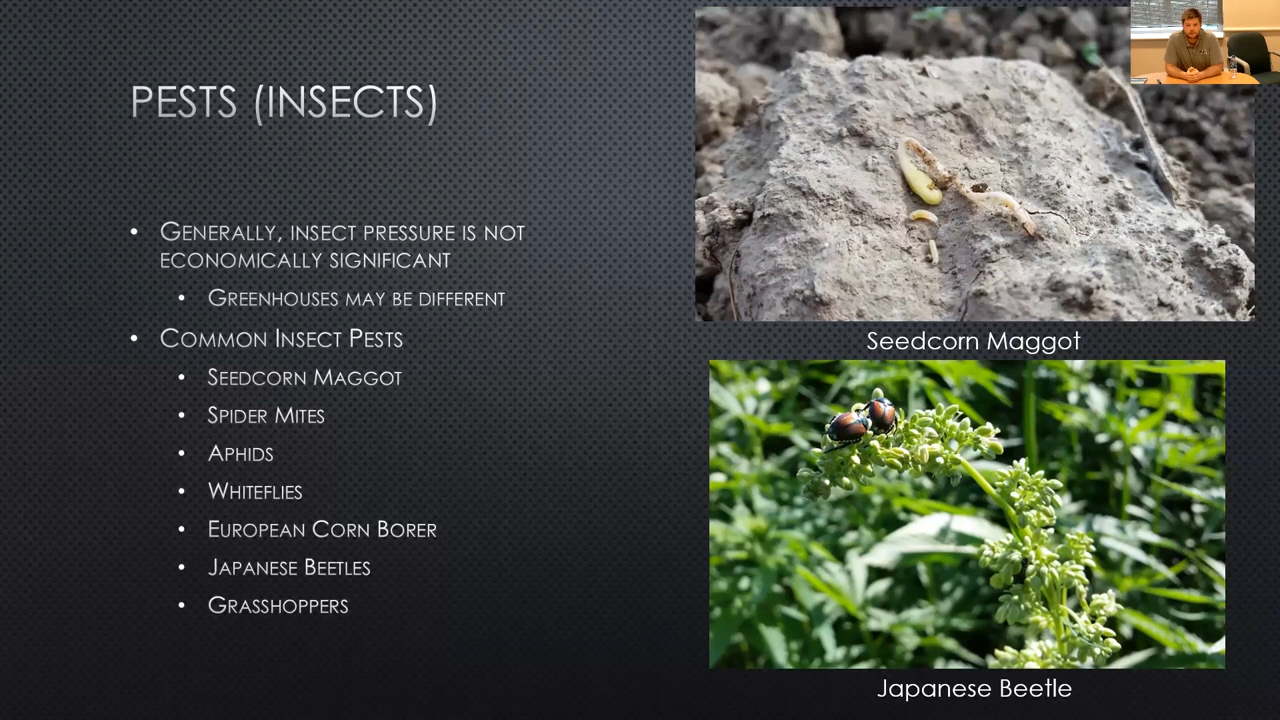 PESTS (INSECTS)
• GENERALLY, INSECT PRESSURE IS NOT
ECONOMICALLY SIGNIFICANT
• GREENHOUSES MAY BE DIFFERENT
• COMMON INSECT PESTS
• SEEDCORN MAGGOT
• SPIDER MITES
• APHIDS
• WHITEFLIES
• EUROPEAN CORN BORER
• JAPANESE BEETLES
• GRASSHOPPERS
Seedcorn Maggot
Japanese Beetle